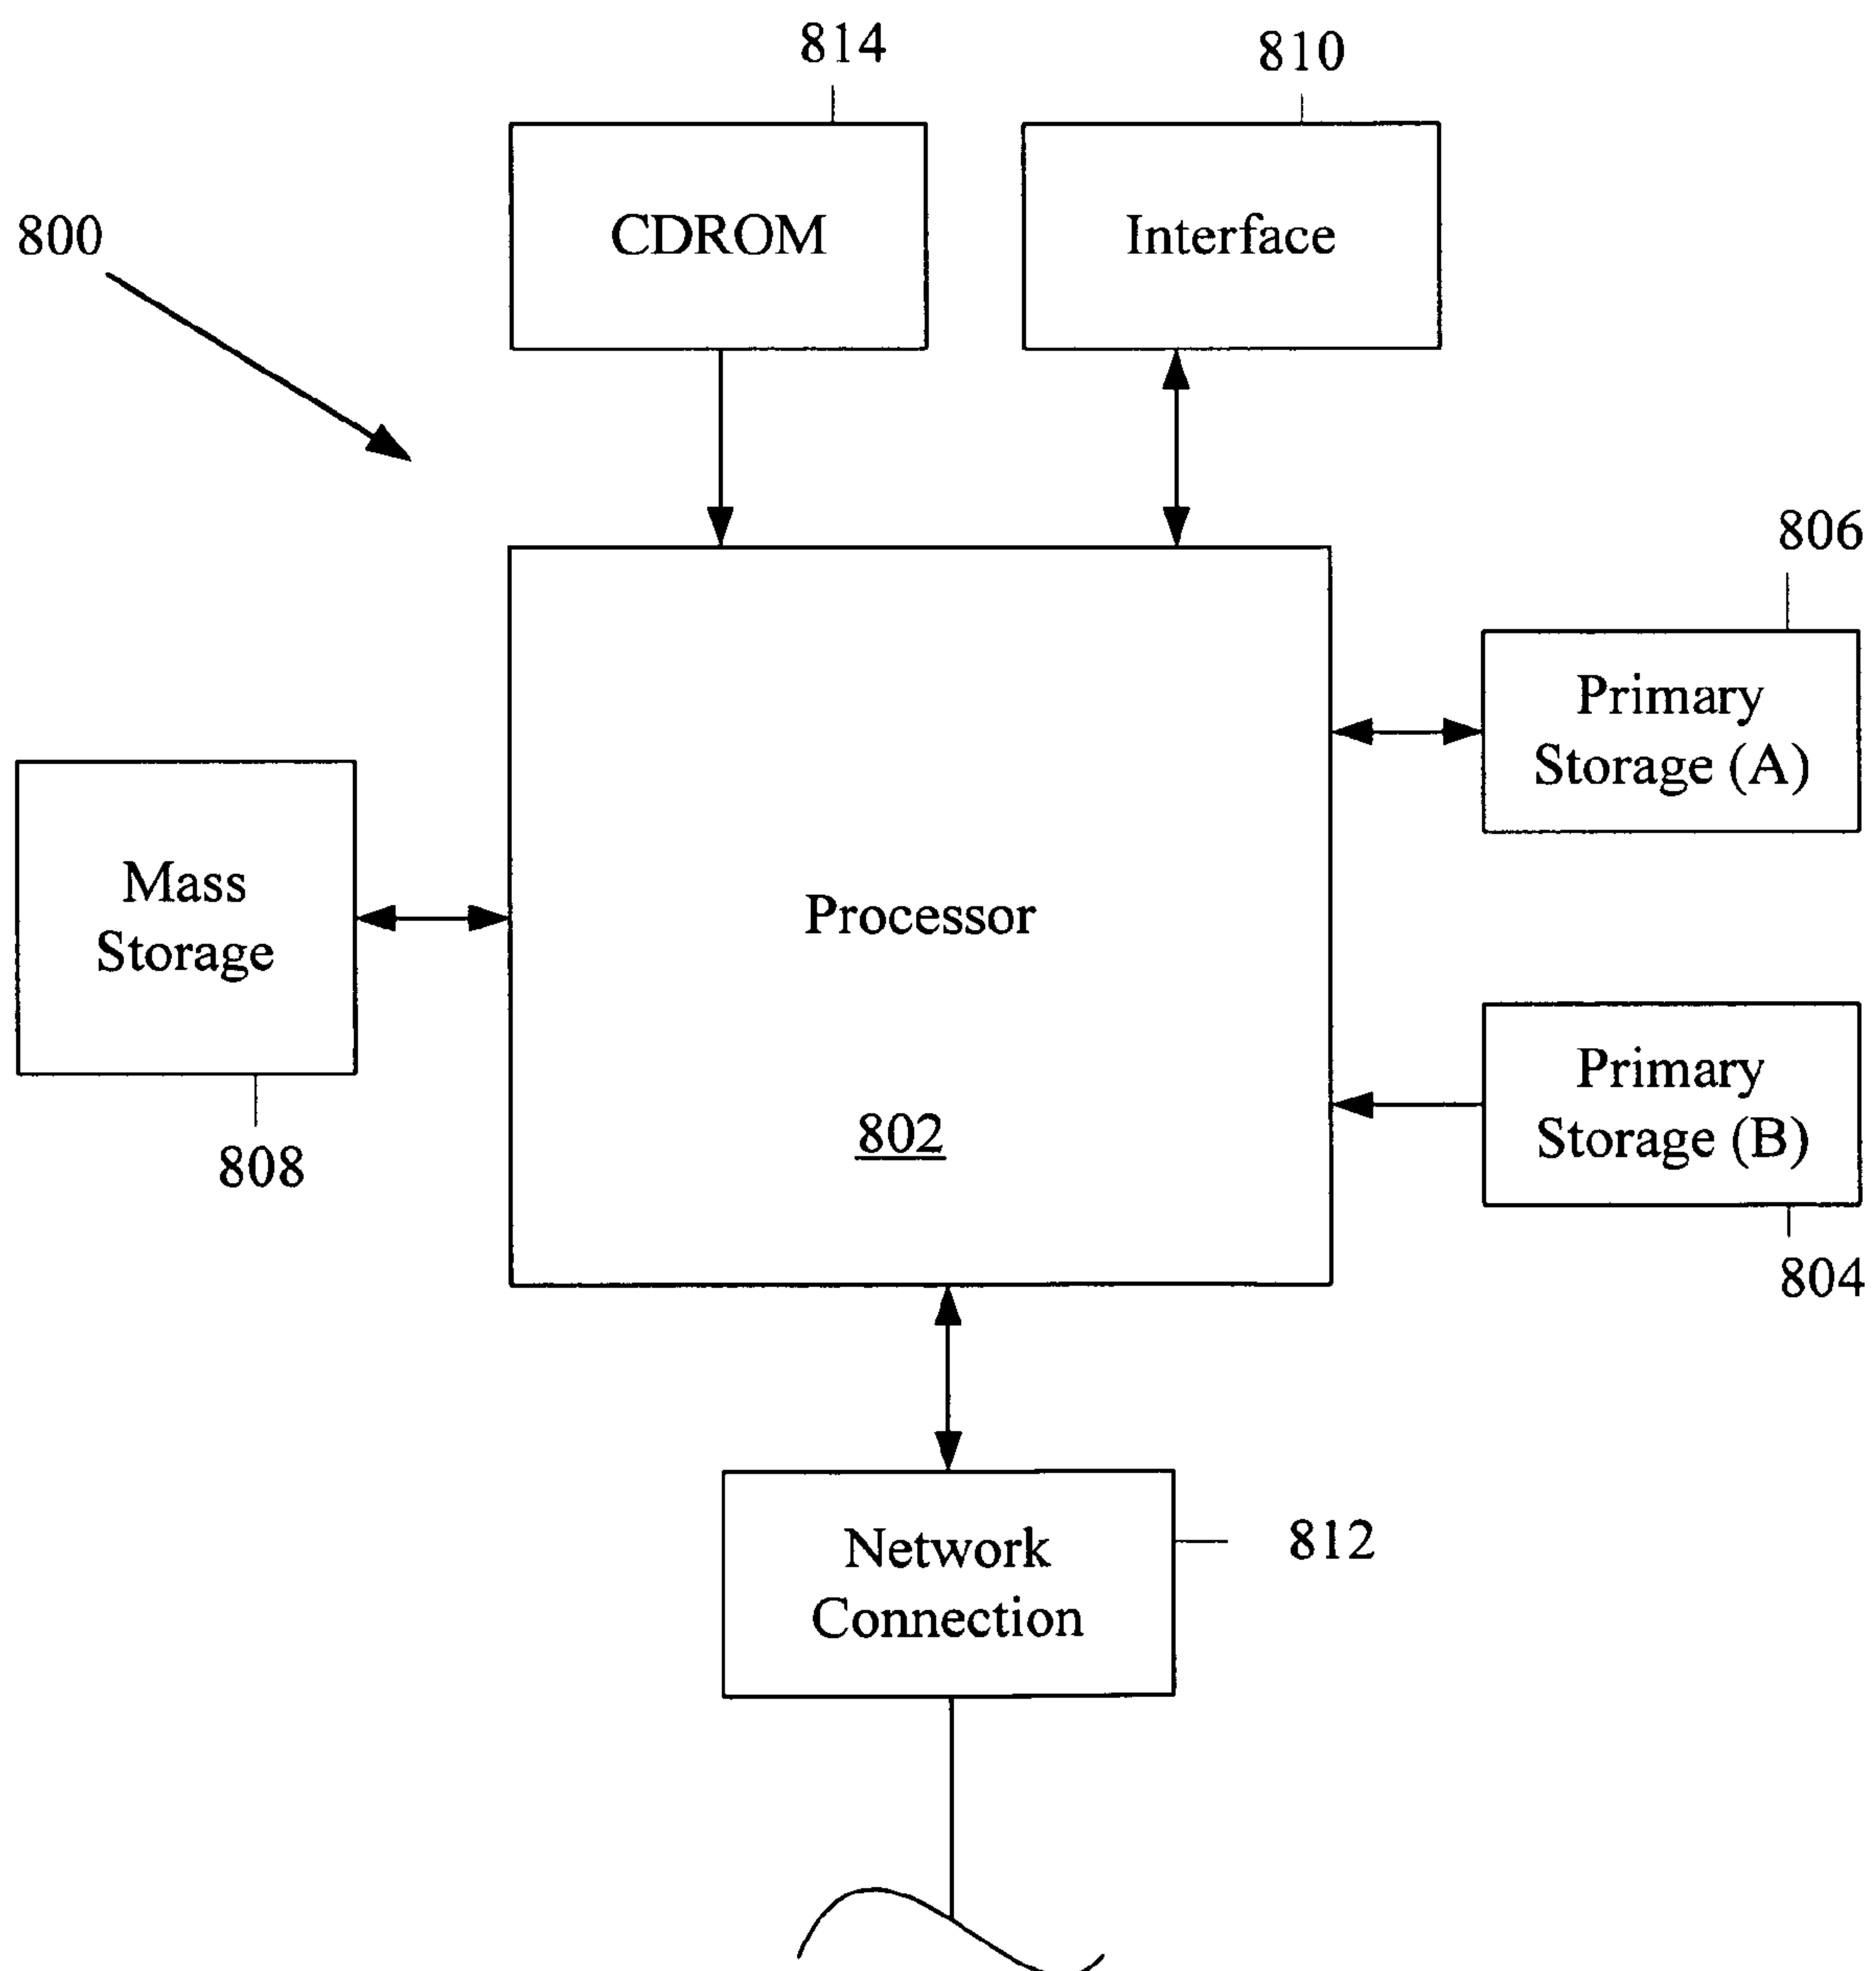 814
810
CDROM
Interface
800
806
Primary
Storage (A)
Mass
Storage
Processor
802
808
Primary
Storage (B)
804
Network
Connection
812